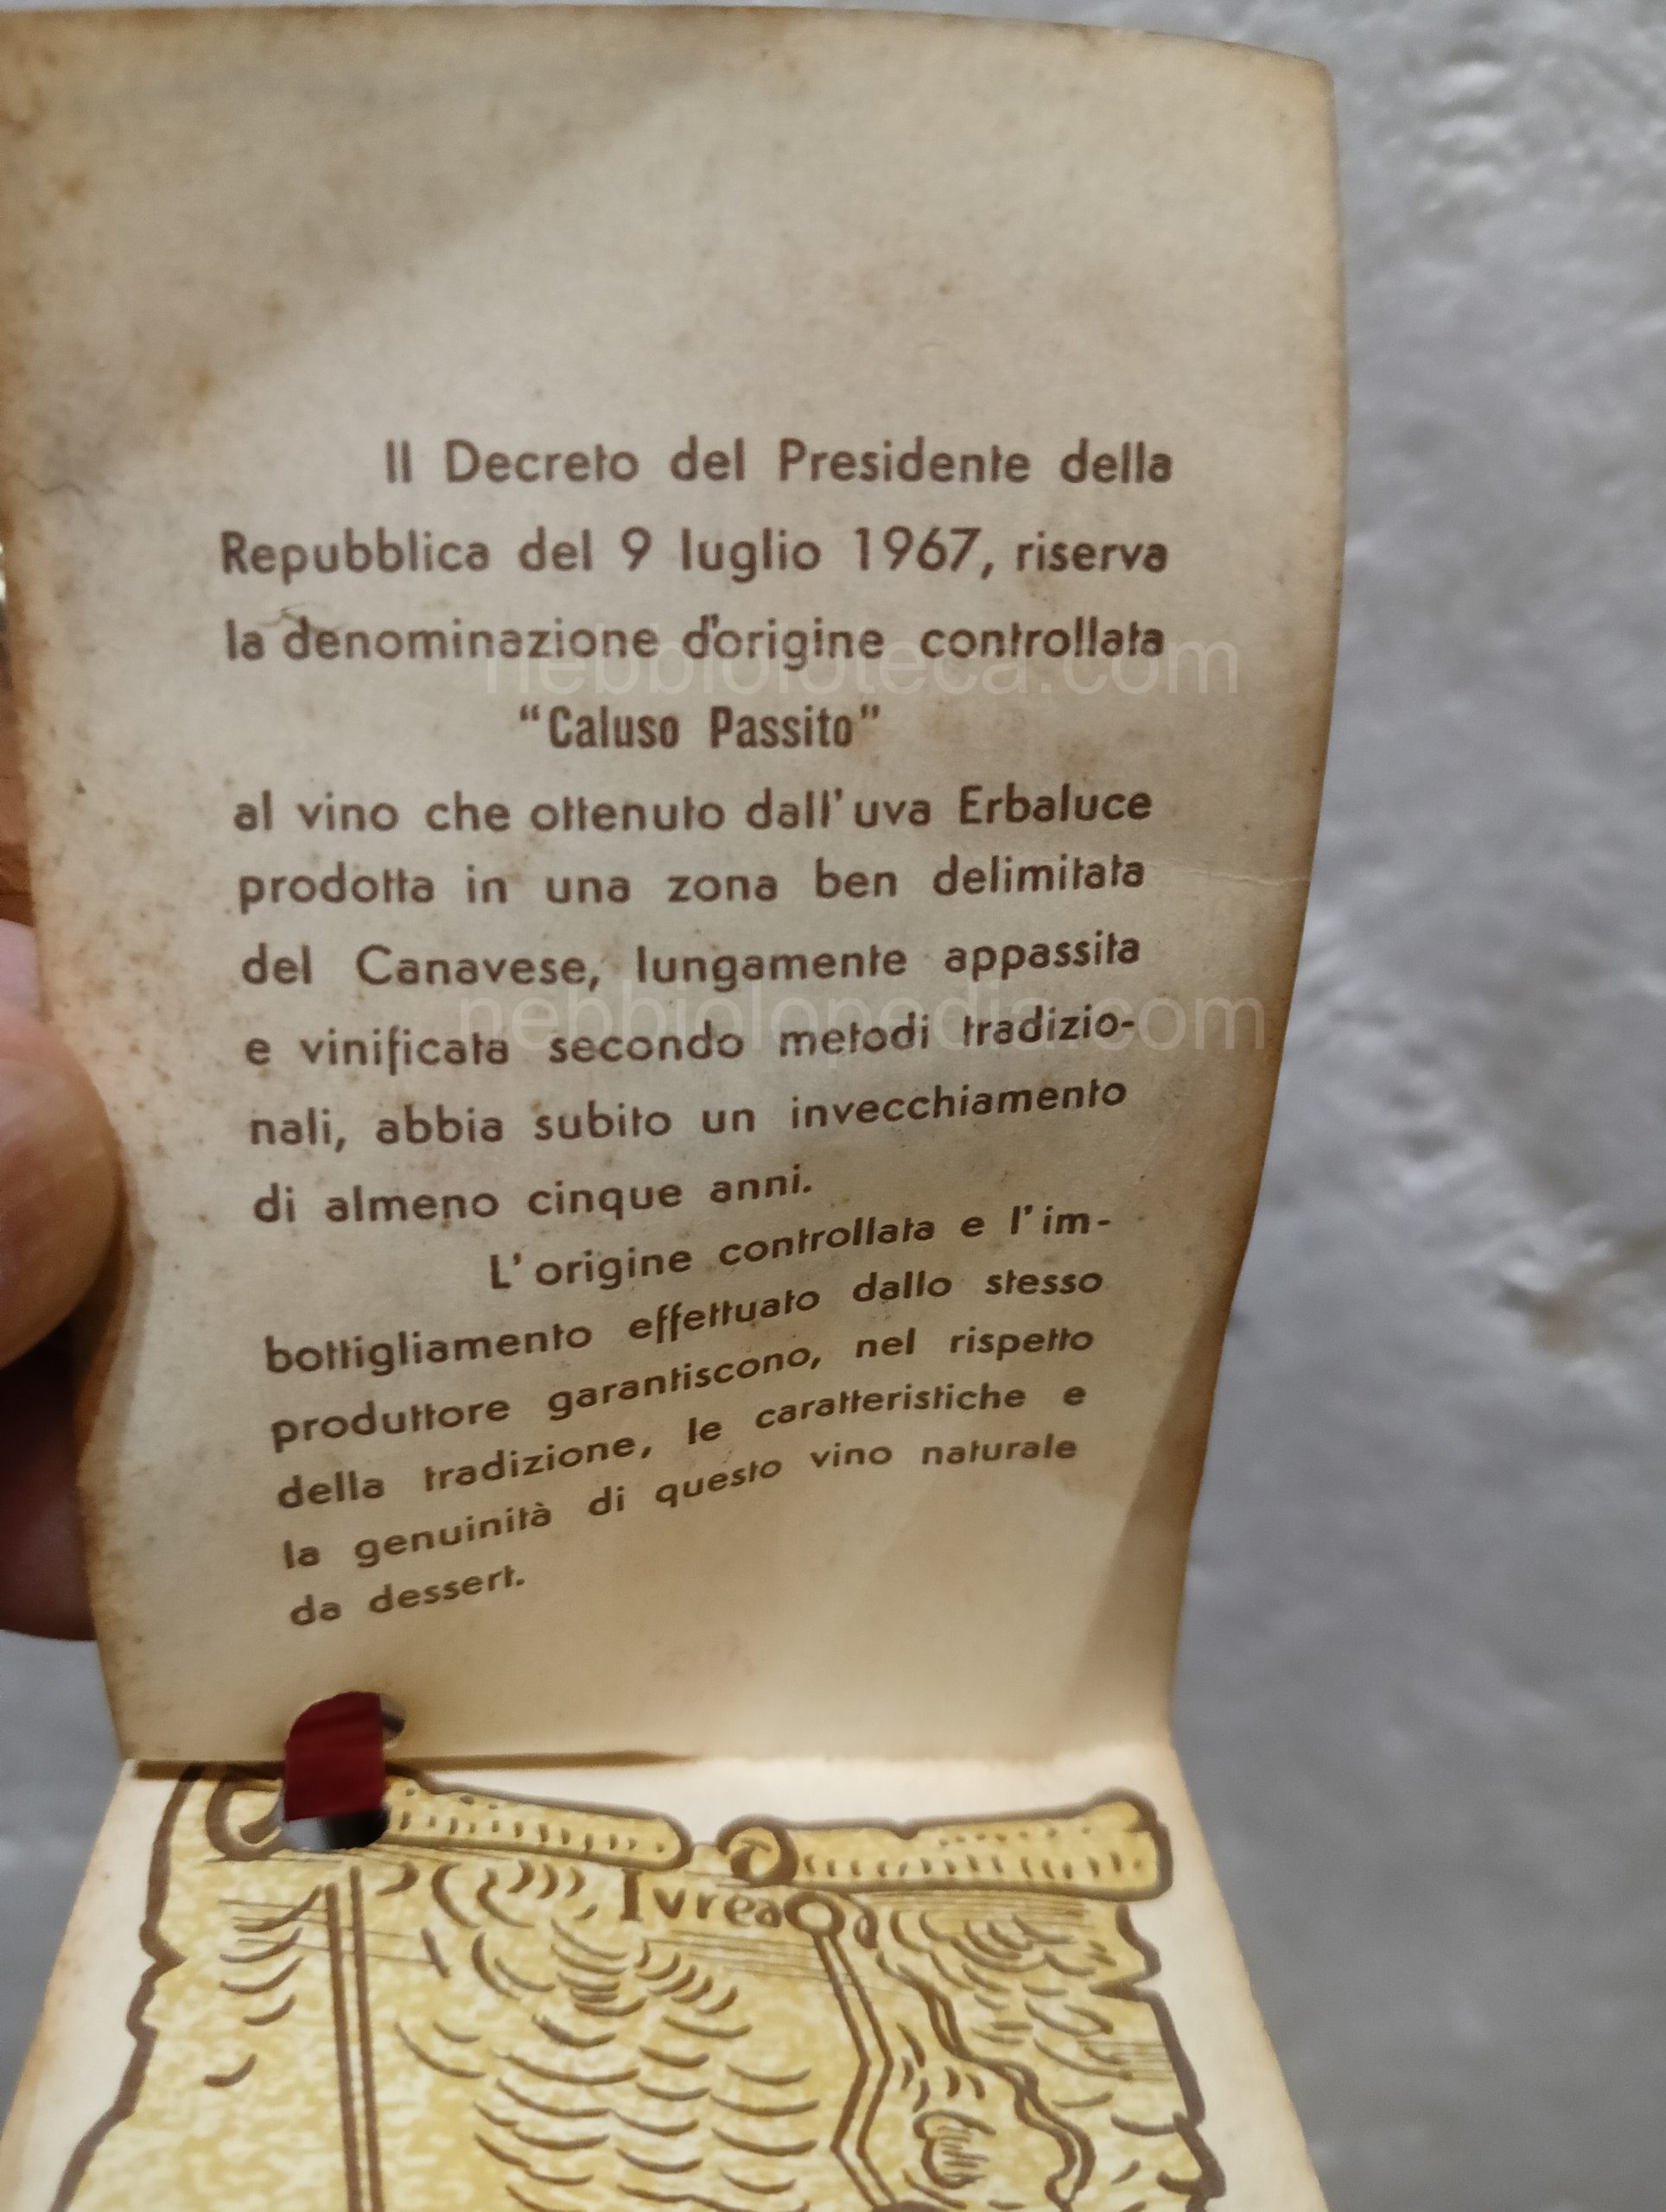 Il Decreto del Presidente della
Repubblica del 9 luglio 1967, riserva
la denominazione d'origine controllata
nebbioloteca.com
"Caluso Passito"
al vino che ottenuto dall'uva Erbaluce
prodotta in una zona ben delimitata
del Canavese, lungamente appassita
nebbiolopedia.com
e vinificata secondo metodi tradizio-
nali, abbia subito un invecchiamento
di almeno cinque anni.
L'origine controllata e l'im-
bottigliamento effettuato dallo stesso
produttore garantiscono, nel rispetto
della tradizione, le caratteristiche e
la genuinità di questo vino naturale
da dessert.
Ivrea